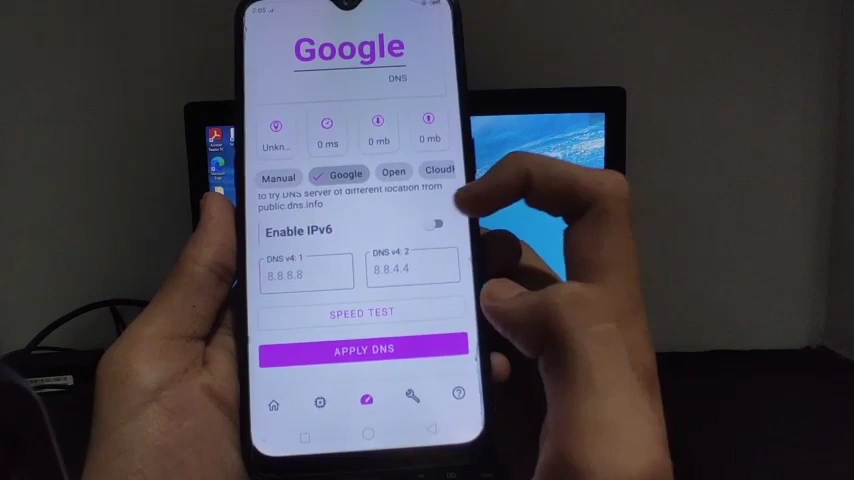 2:05
Google
DNS
Unkn...
0 ms
0 mb
0 mb
Manual
Google
Open
Cloudf
to try DNS server of different location from
public.dns.info
Enable IPv6
DNS v4: 1
DNS v4: 2
8.8.8.8
8.8.4.4
SPEED TEST
APPLY DNS